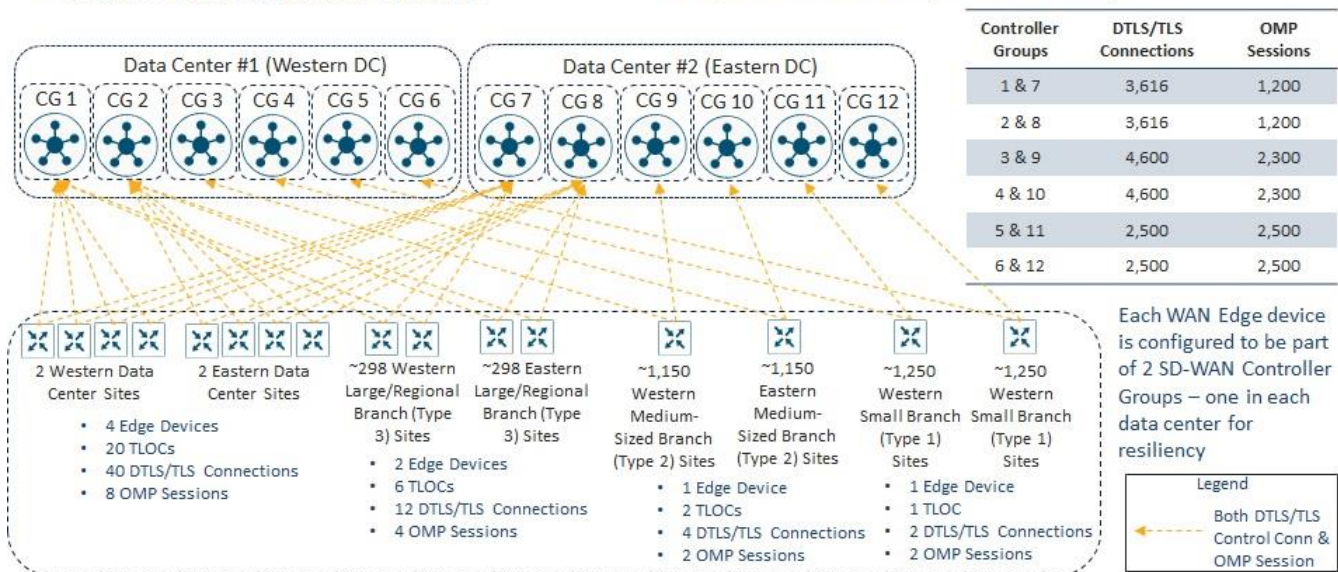 Data Center #1 (Western DC)
CG 1 CG 2 CG 3 CG 4 CG 5 CG 6
Data Center #2 (Eastern DC)
CG 7 CG 8 CG 9 CG 10 CG 11 CG 12
Controller Groups DTLS/TLS Connections OMP Sessions
1 & 7 3,616 1,200
2 & 8 3,616 1,200
3 & 9 4,600 2,300
4 & 10 4,600 2,300
5 & 11 2,500 2,500
6 & 12 2,500 2,500
2 Western Data
Center Sites
2 Eastern Data
Center Sites
• 4 Edge Devices
• 20 TLOCs
• 40 DTLS/TLS Connections
• 8 OMP Sessions
~298 Western
Large/Regional
Branch (Type
3) Sites
~298 Eastern
Large/Regional
Branch (Type
3) Sites
• 2 Edge Devices
• 6 TLOCs
• 12 DTLS/TLS Connections
• 4 OMP Sessions
~1,150
Western
Medium-
Sized Branch
(Type 2) Sites
~1,150
Eastern
Medium-
Sized Branch
(Type 2) Sites
• 1 Edge Device
• 2 TLOCs
• 4 DTLS/TLS Connections
• 2 OMP Sessions
~1,250
Western
Small Branch
(Type 1)
Sites
~1,250
Western
Small Branch
(Type 1)
Sites
• 1 Edge Device
• 1 TLOC
• 2 DTLS/TLS Connections
• 2 OMP Sessions
Each WAN Edge device
is configured to be part
of 2 SD-WAN Controller
Groups – one in each
data center for
resiliency
Legend
Both DTLS/TLS
Control Conn &
OMP Session